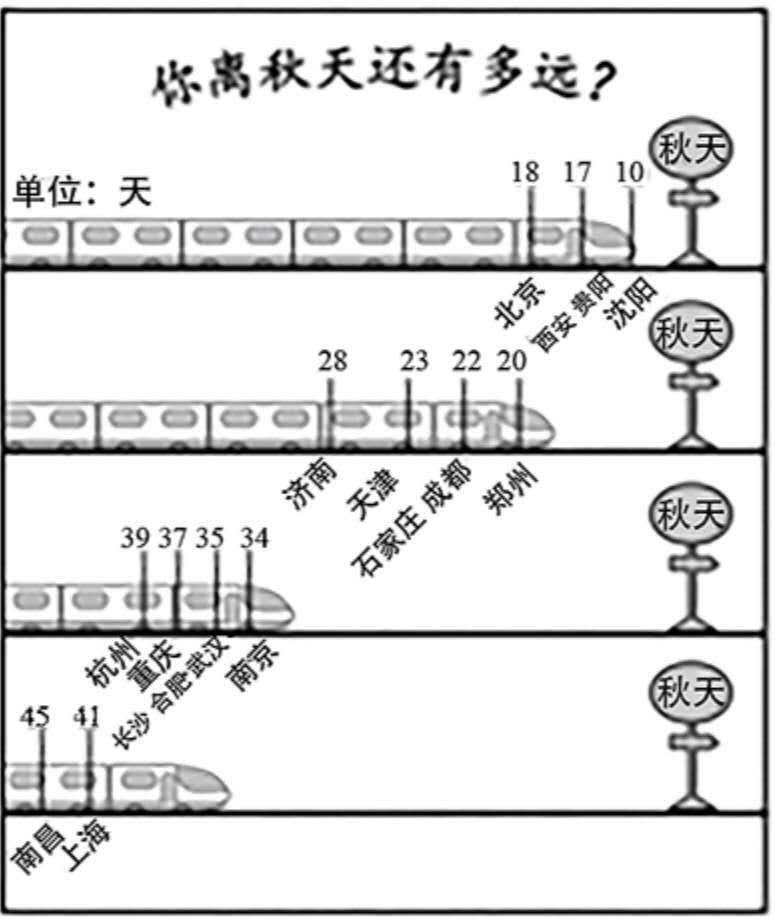 你离秋天还有多远?
秋天
单位：天
18 17 10
北京 西安 贵阳 沈阳
秋天
28 23 22 20
济南 天津 石家庄 成都 郑州
秋天
39 37 35 34
杭州 重庆 长沙 合肥 武汉 南京
秋天
45 41
南昌 上海